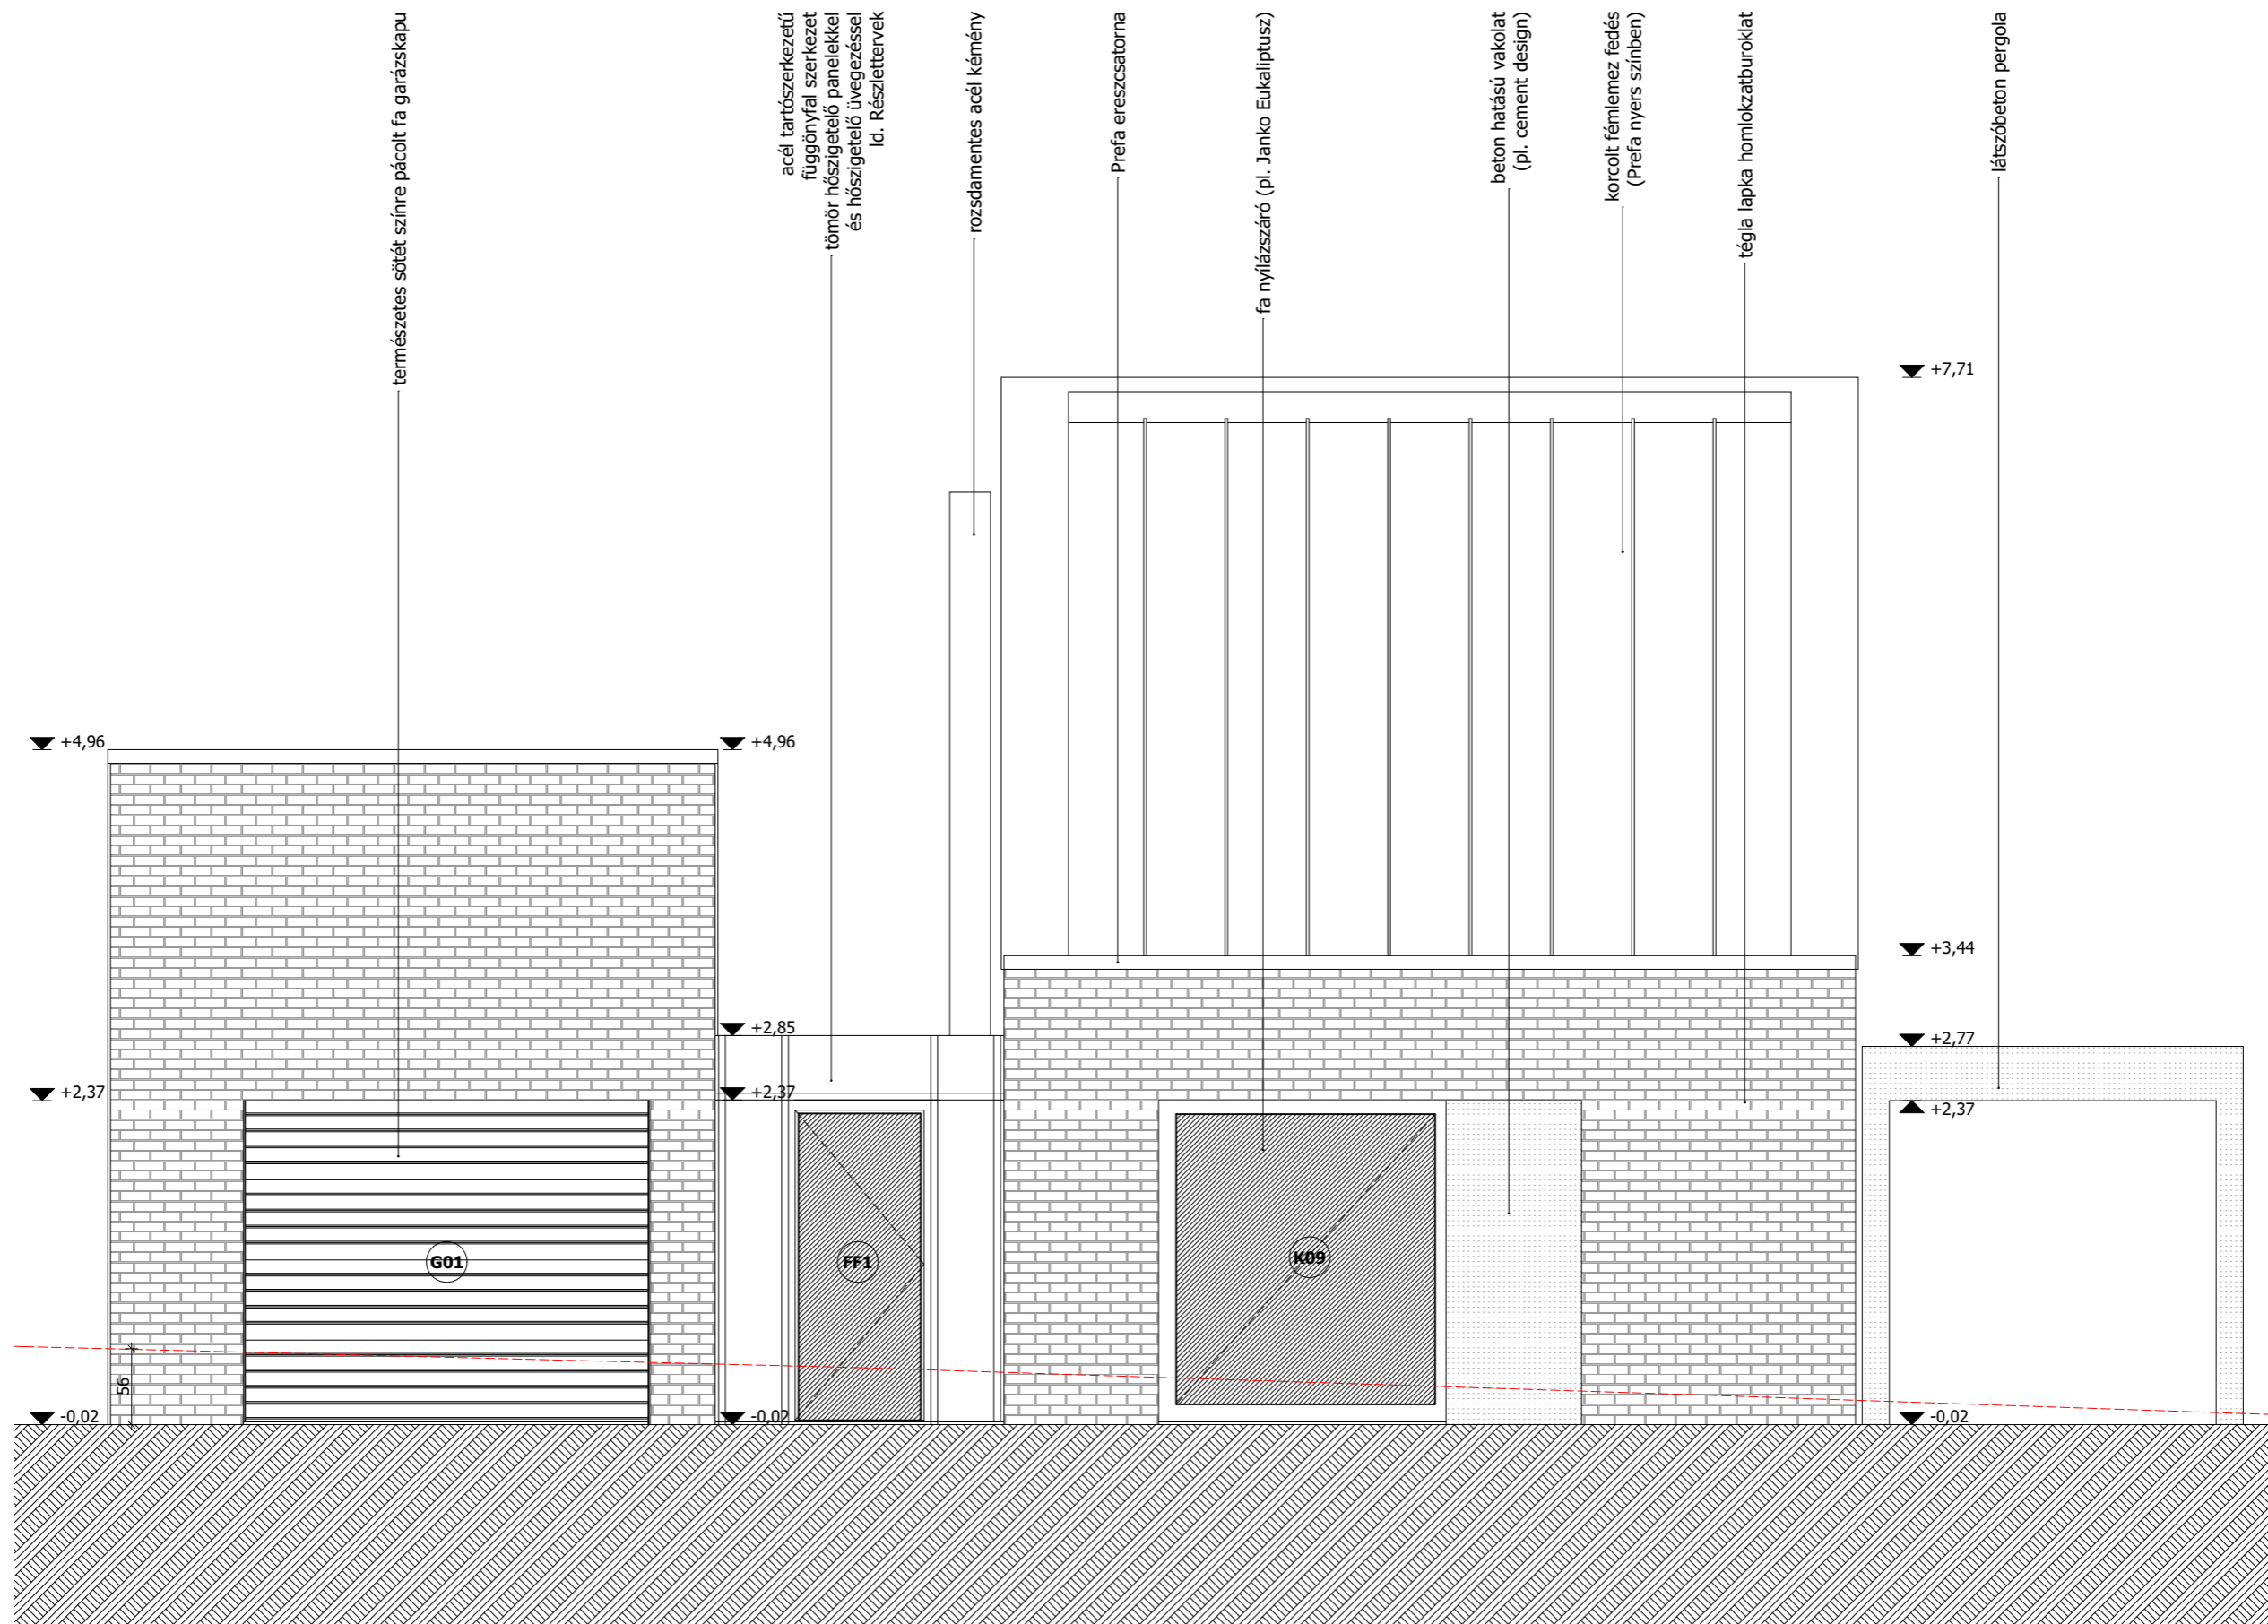 természetes sötét színre pácolt fa garázskapu
acél tartószerkezetű
függönyfal szerkezet
tömör hőszigetelő panelekkel
és hőszigetelő üvegezéssel
ld. Részlettervek
rozsdamentes acél kémény
Prefa ereszcsatorna
fa nyílázszáró (pl. Janko Eukaliptusz)
beton hatású vakolat
(pl. cement design)
korcolt fémlemez fedés
(Prefa nyers színben)
tégla lapka homlokzatburoklat
látszóbeton pergola
+7,71
+4,96
+4,96
+3,44
+2,85
+2,77
+2,37
+2,37
+2,37
G01
FF1
K09
56
-0,02
-0,02
-0,02